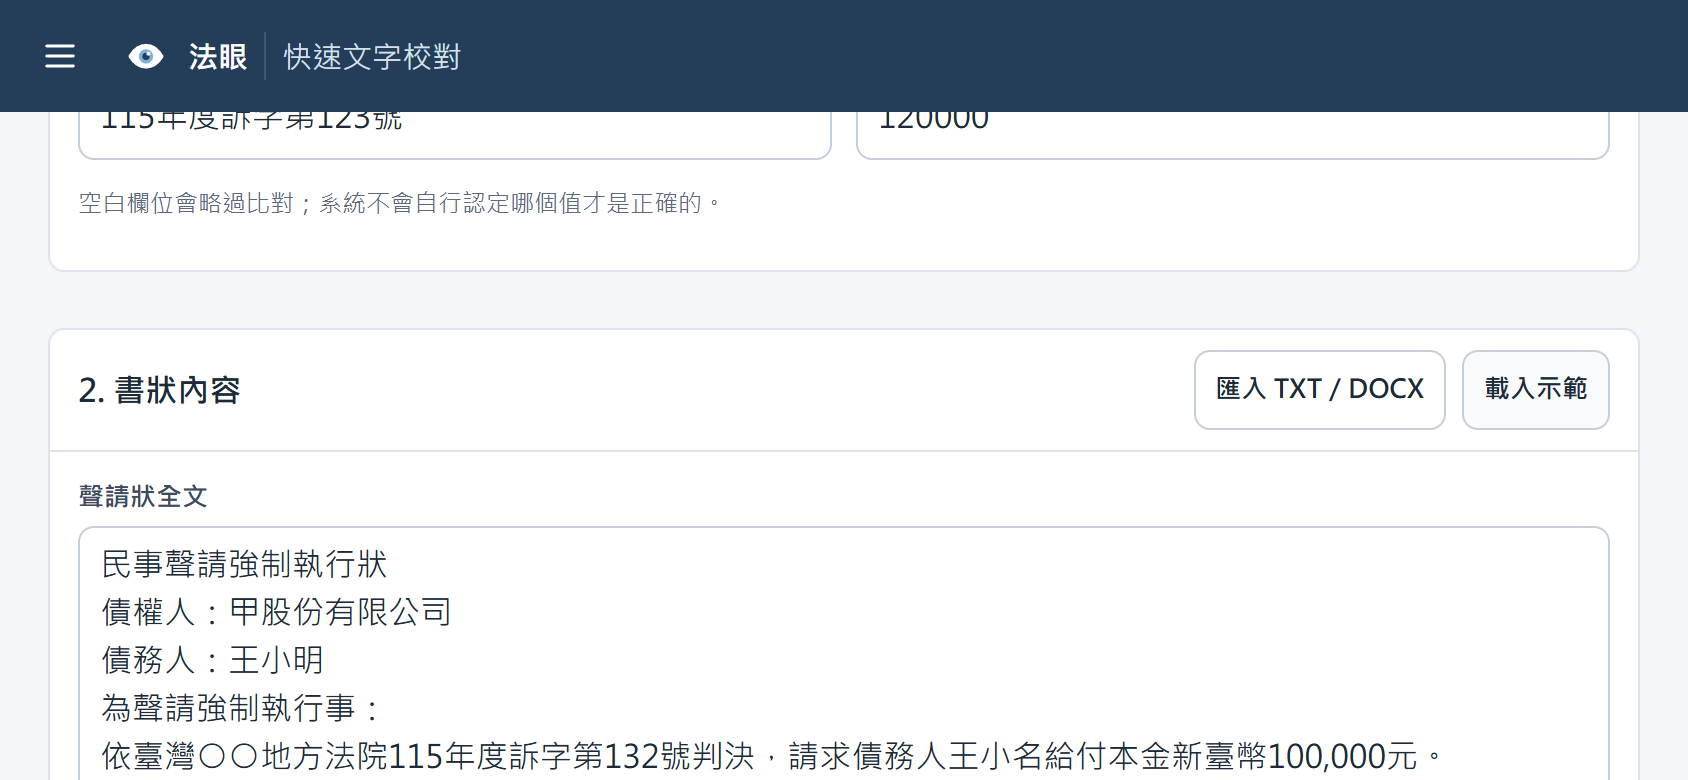 法眼 快速文字校對
115年度訴字第123號 120000
空白欄位會略過比對；系統不會自行認定哪個值才是正確的。
2. 書狀內容 匯入 TXT / DOCX 載入示範
聲請狀全文
民事聲請強制執行狀
債權人：甲股份有限公司
債務人：王小明
為聲請強制執行事：
依臺灣〇〇地方法院115年度訴字第132號判決，請求債務人王小名給付本金新臺幣100,000元。